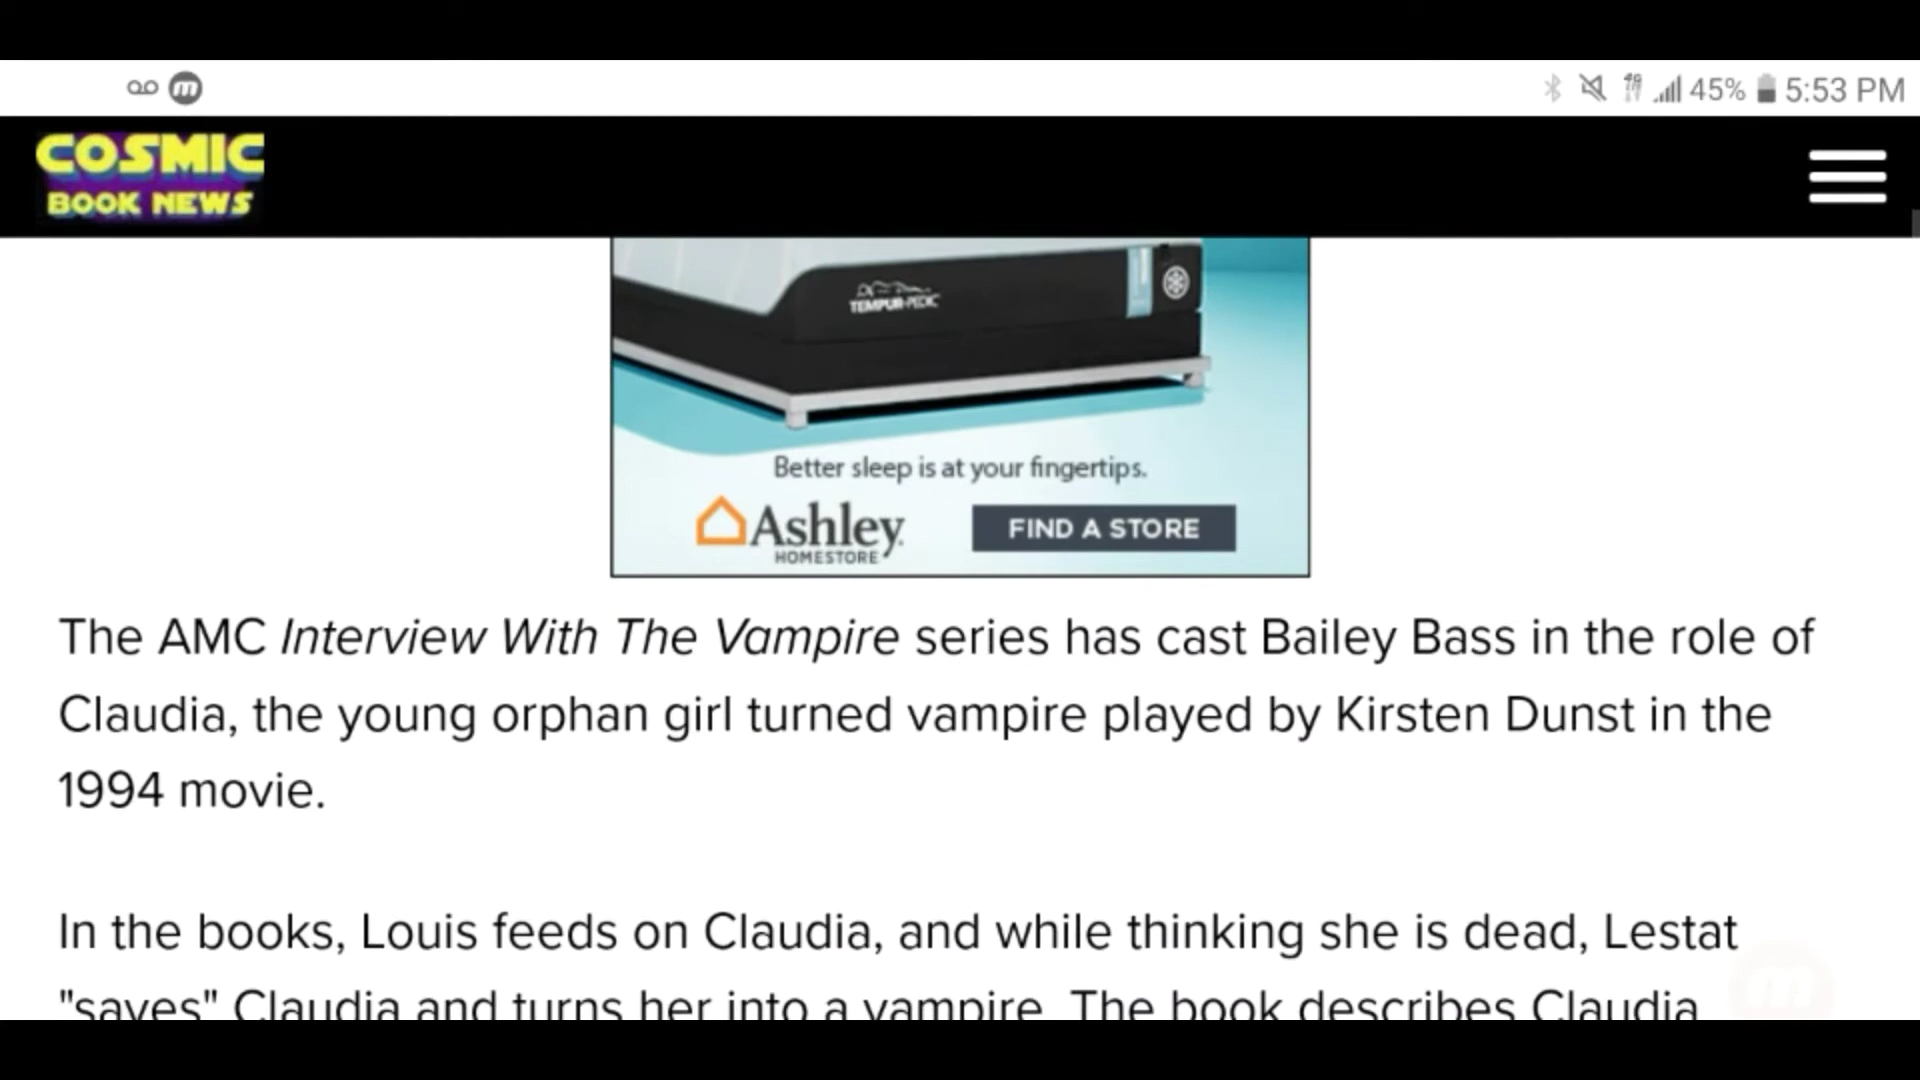 45% 5:53 PM
COSMIC
BOOK NEWS
TEMPUR-PEDIC
Better sleep is at your fingertips.
Ashley
HOMESTORE
FIND A STORE
The AMC Interview With The Vampire series has cast Bailey Bass in the role of
Claudia, the young orphan girl turned vampire played by Kirsten Dunst in the
1994 movie.
In the books, Louis feeds on Claudia, and while thinking she is dead, Lestat
"saves" Claudia and turns her into a vampire. The book describes Claudia